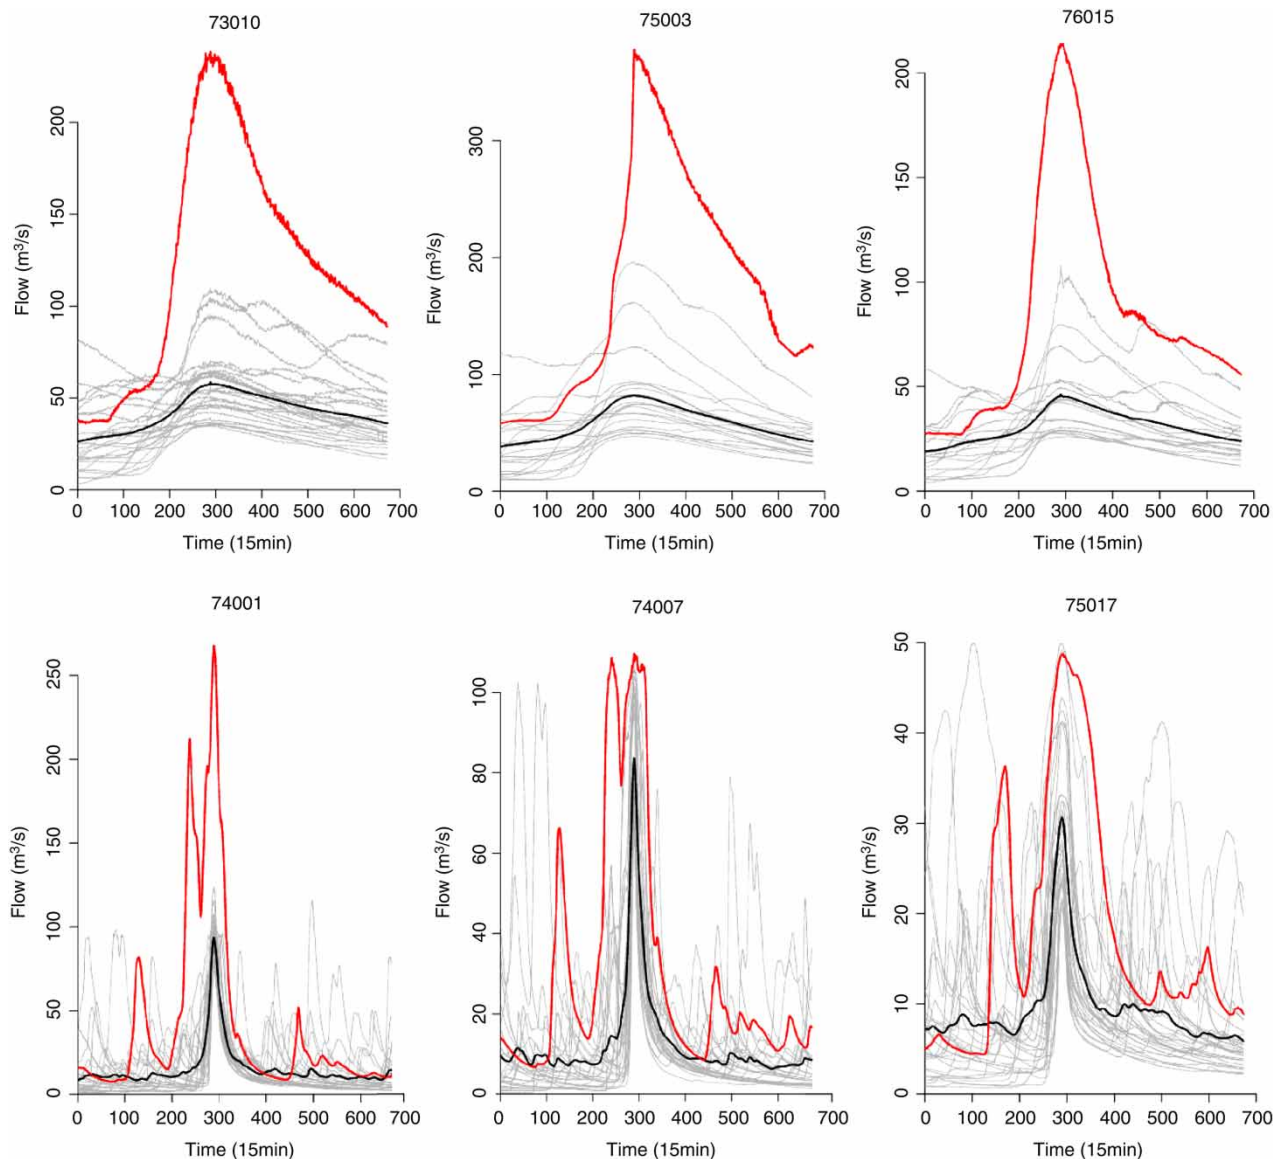 73010
75003
76015
Flow (m³/s)
0 50 100 150 200
0 100 200 300 400 500 600 700
Time (15min)
Flow (m³/s)
0 100 200 300
0 100 200 300 400 500 600 700
Time (15min)
Flow (m³/s)
0 50 100 150 200
0 100 200 300 400 500 600 700
Time (15min)
74001
74007
75017
Flow (m³/s)
0 50 100 150 200 250
0 100 200 300 400 500 600 700
Time (15min)
Flow (m³/s)
0 20 40 60 80 100
0 100 200 300 400 500 600 700
Time (15min)
Flow (m³/s)
0 10 20 30 40 50
0 100 200 300 400 500 600 700
Time (15min)